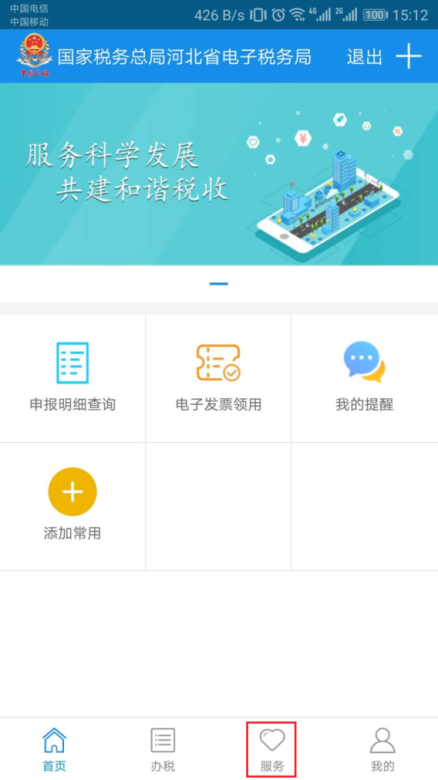 中国电信
中国移动
426 B/s 4G 2G 100 15:12
国家税务总局河北省电子税务局 退出
服务科学发展
共建和谐税收
申报明细查询 电子发票领用 我的提醒
添加常用
首页 办税 服务 我的